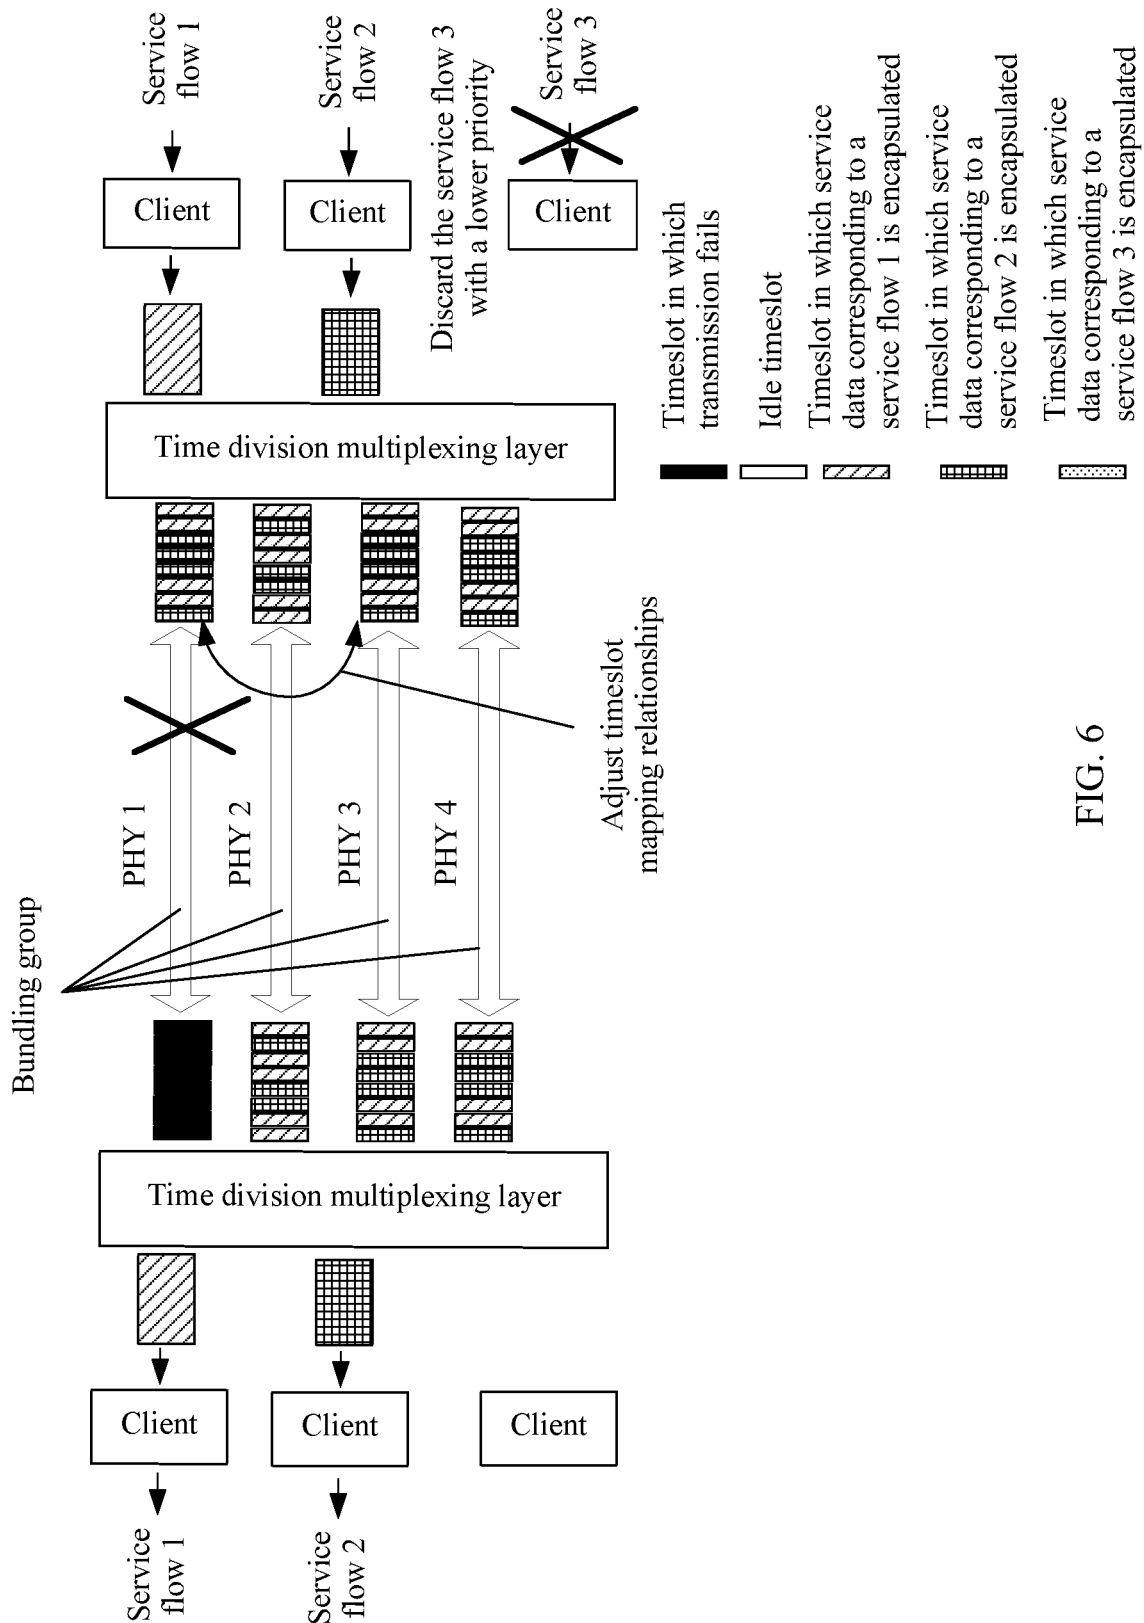 Service
flow 1
Service
flow 2
Discard the service flow 3
with a lower priority
Service
flow 3
Client
Client
Client
Time division multiplexing layer
PHY 1
PHY 2
PHY 3
PHY 4
Adjust timeslot
mapping relationships
Bundling group
Time division multiplexing layer
Client
Client
Client
Service
flow 1
Service
flow 2
Timeslot in which
transmission fails
Idle timeslot
Timeslot in which service
data corresponding to a
service flow 1 is encapsulated
Timeslot in which service
data corresponding to a
service flow 2 is encapsulated
Timeslot in which service
data corresponding to a
service flow 3 is encapsulated
FIG. 6